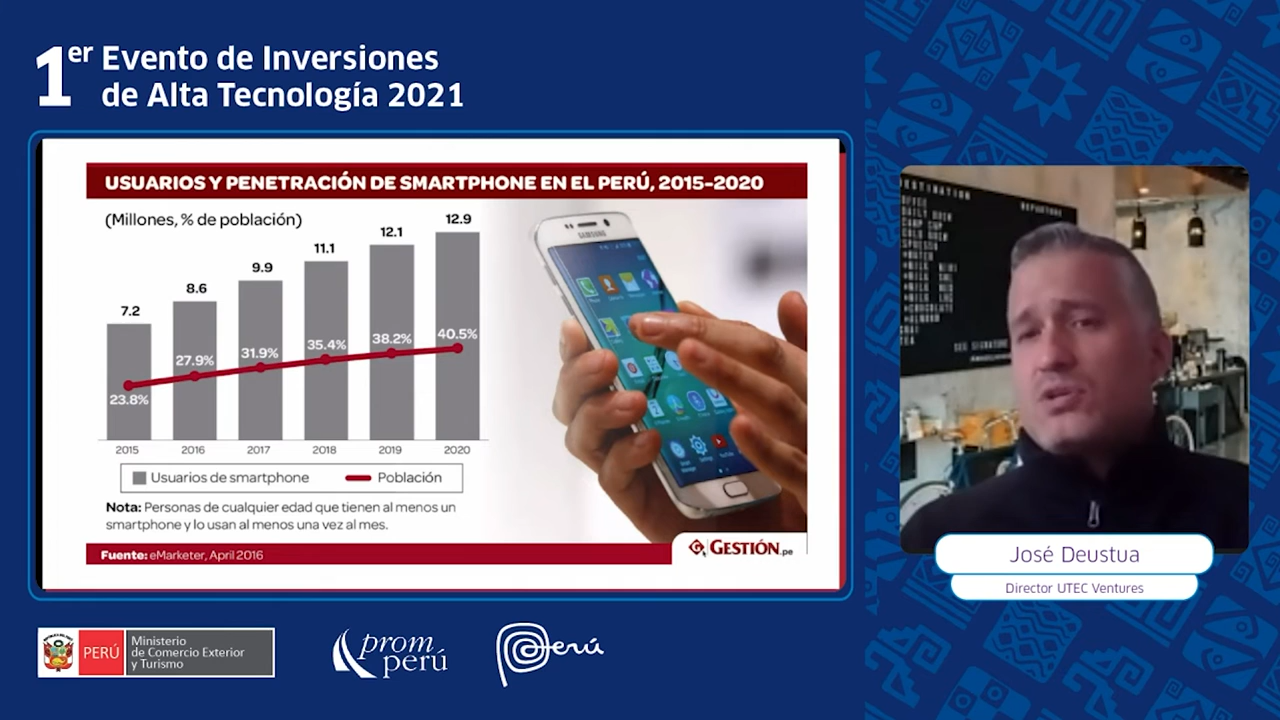 1er Evento de Inversiones
de Alta Tecnología 2021
USUARIOS Y PENETRACIÓN DE SMARTPHONE EN EL PERÚ, 2015-2020
(Millones, % de población)
7.2
8.6
9.9
11.1
12.1
12.9
23.8%
27.9%
31.9%
35.4%
38.2%
40.5%
2015 2016 2017 2018 2019 2020
Usuarios de smartphone Población
Nota: Personas de cualquier edad que tienen al menos un
smartphone y lo usan al menos una vez al mes.
Fuente: eMarketer, April 2016
G GESTIÓN.pe
SAMSUNG
José Deustua
Director UTEC Ventures
PERÚ
Ministerio
de Comercio Exterior
y Turismo
prom
perú
Perú